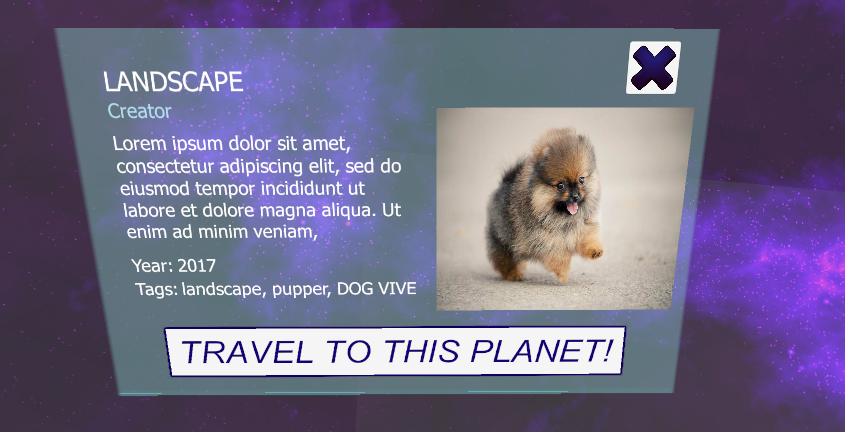 LANDSCAPE
Creator
Lorem ipsum dolor sit amet,
consectetur adipiscing elit, sed do
eiusmod tempor incididunt ut
labore et dolore magna aliqua. Ut
enim ad minim veniam,
Year: 2017
Tags: landscape, pupper, DOG VIVE
TRAVEL TO THIS PLANET!